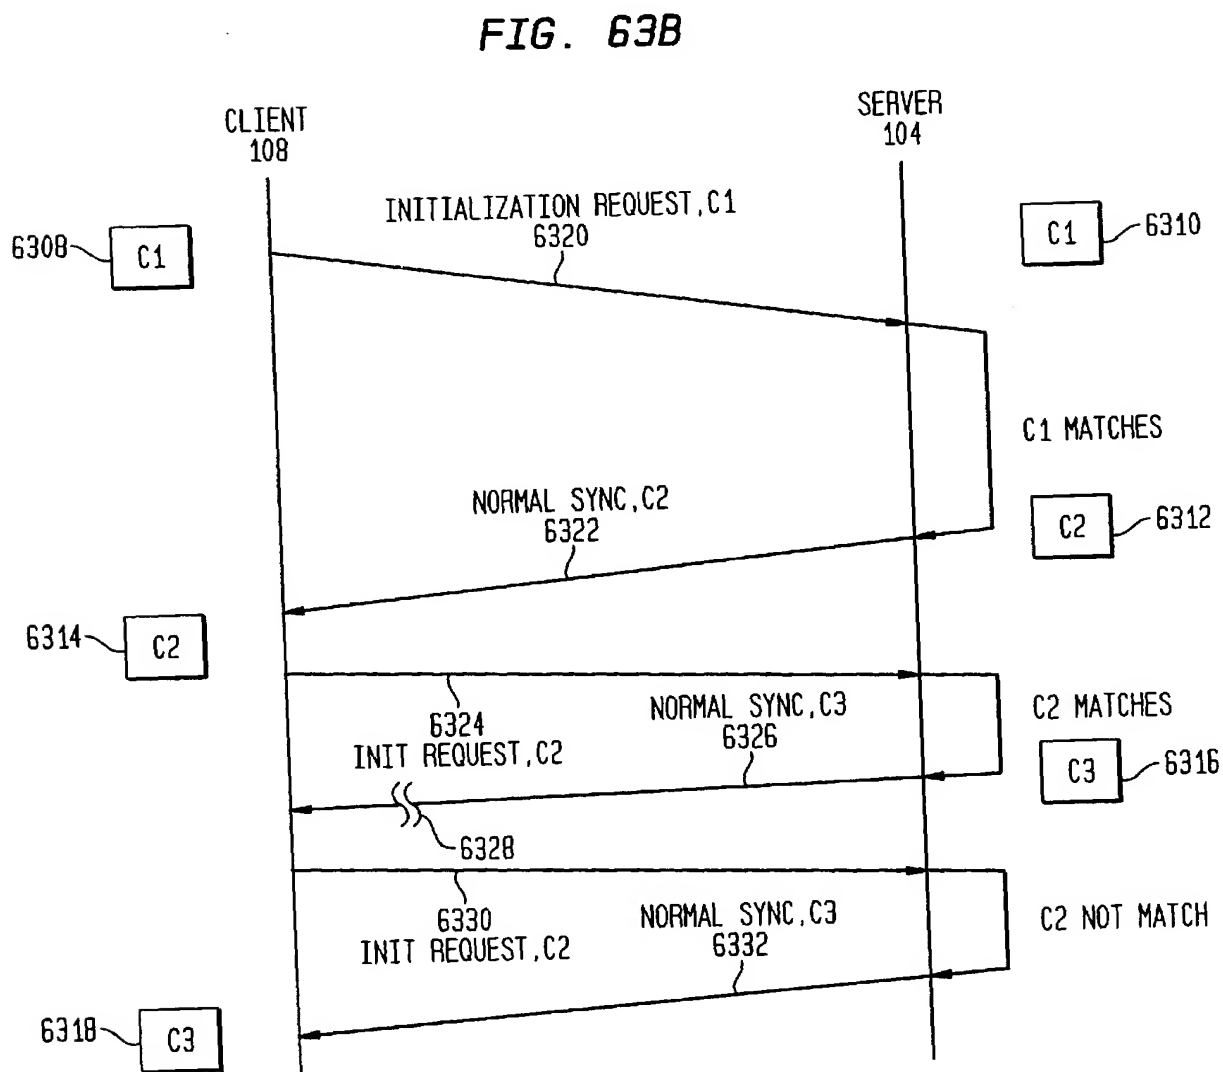 FIG. 63B
CLIENT
108
SERVER
104
INITIALIZATION REQUEST,C1
6320
6308
C1
C1
6310
C1 MATCHES
NORMAL SYNC,C2
6322
C2
6312
6314
C2
6324
INIT REQUEST,C2
NORMAL SYNC,C3
6326
C2 MATCHES
C3
6316
6328
6330
INIT REQUEST,C2
NORMAL SYNC,C3
6332
C2 NOT MATCH
6318
C3